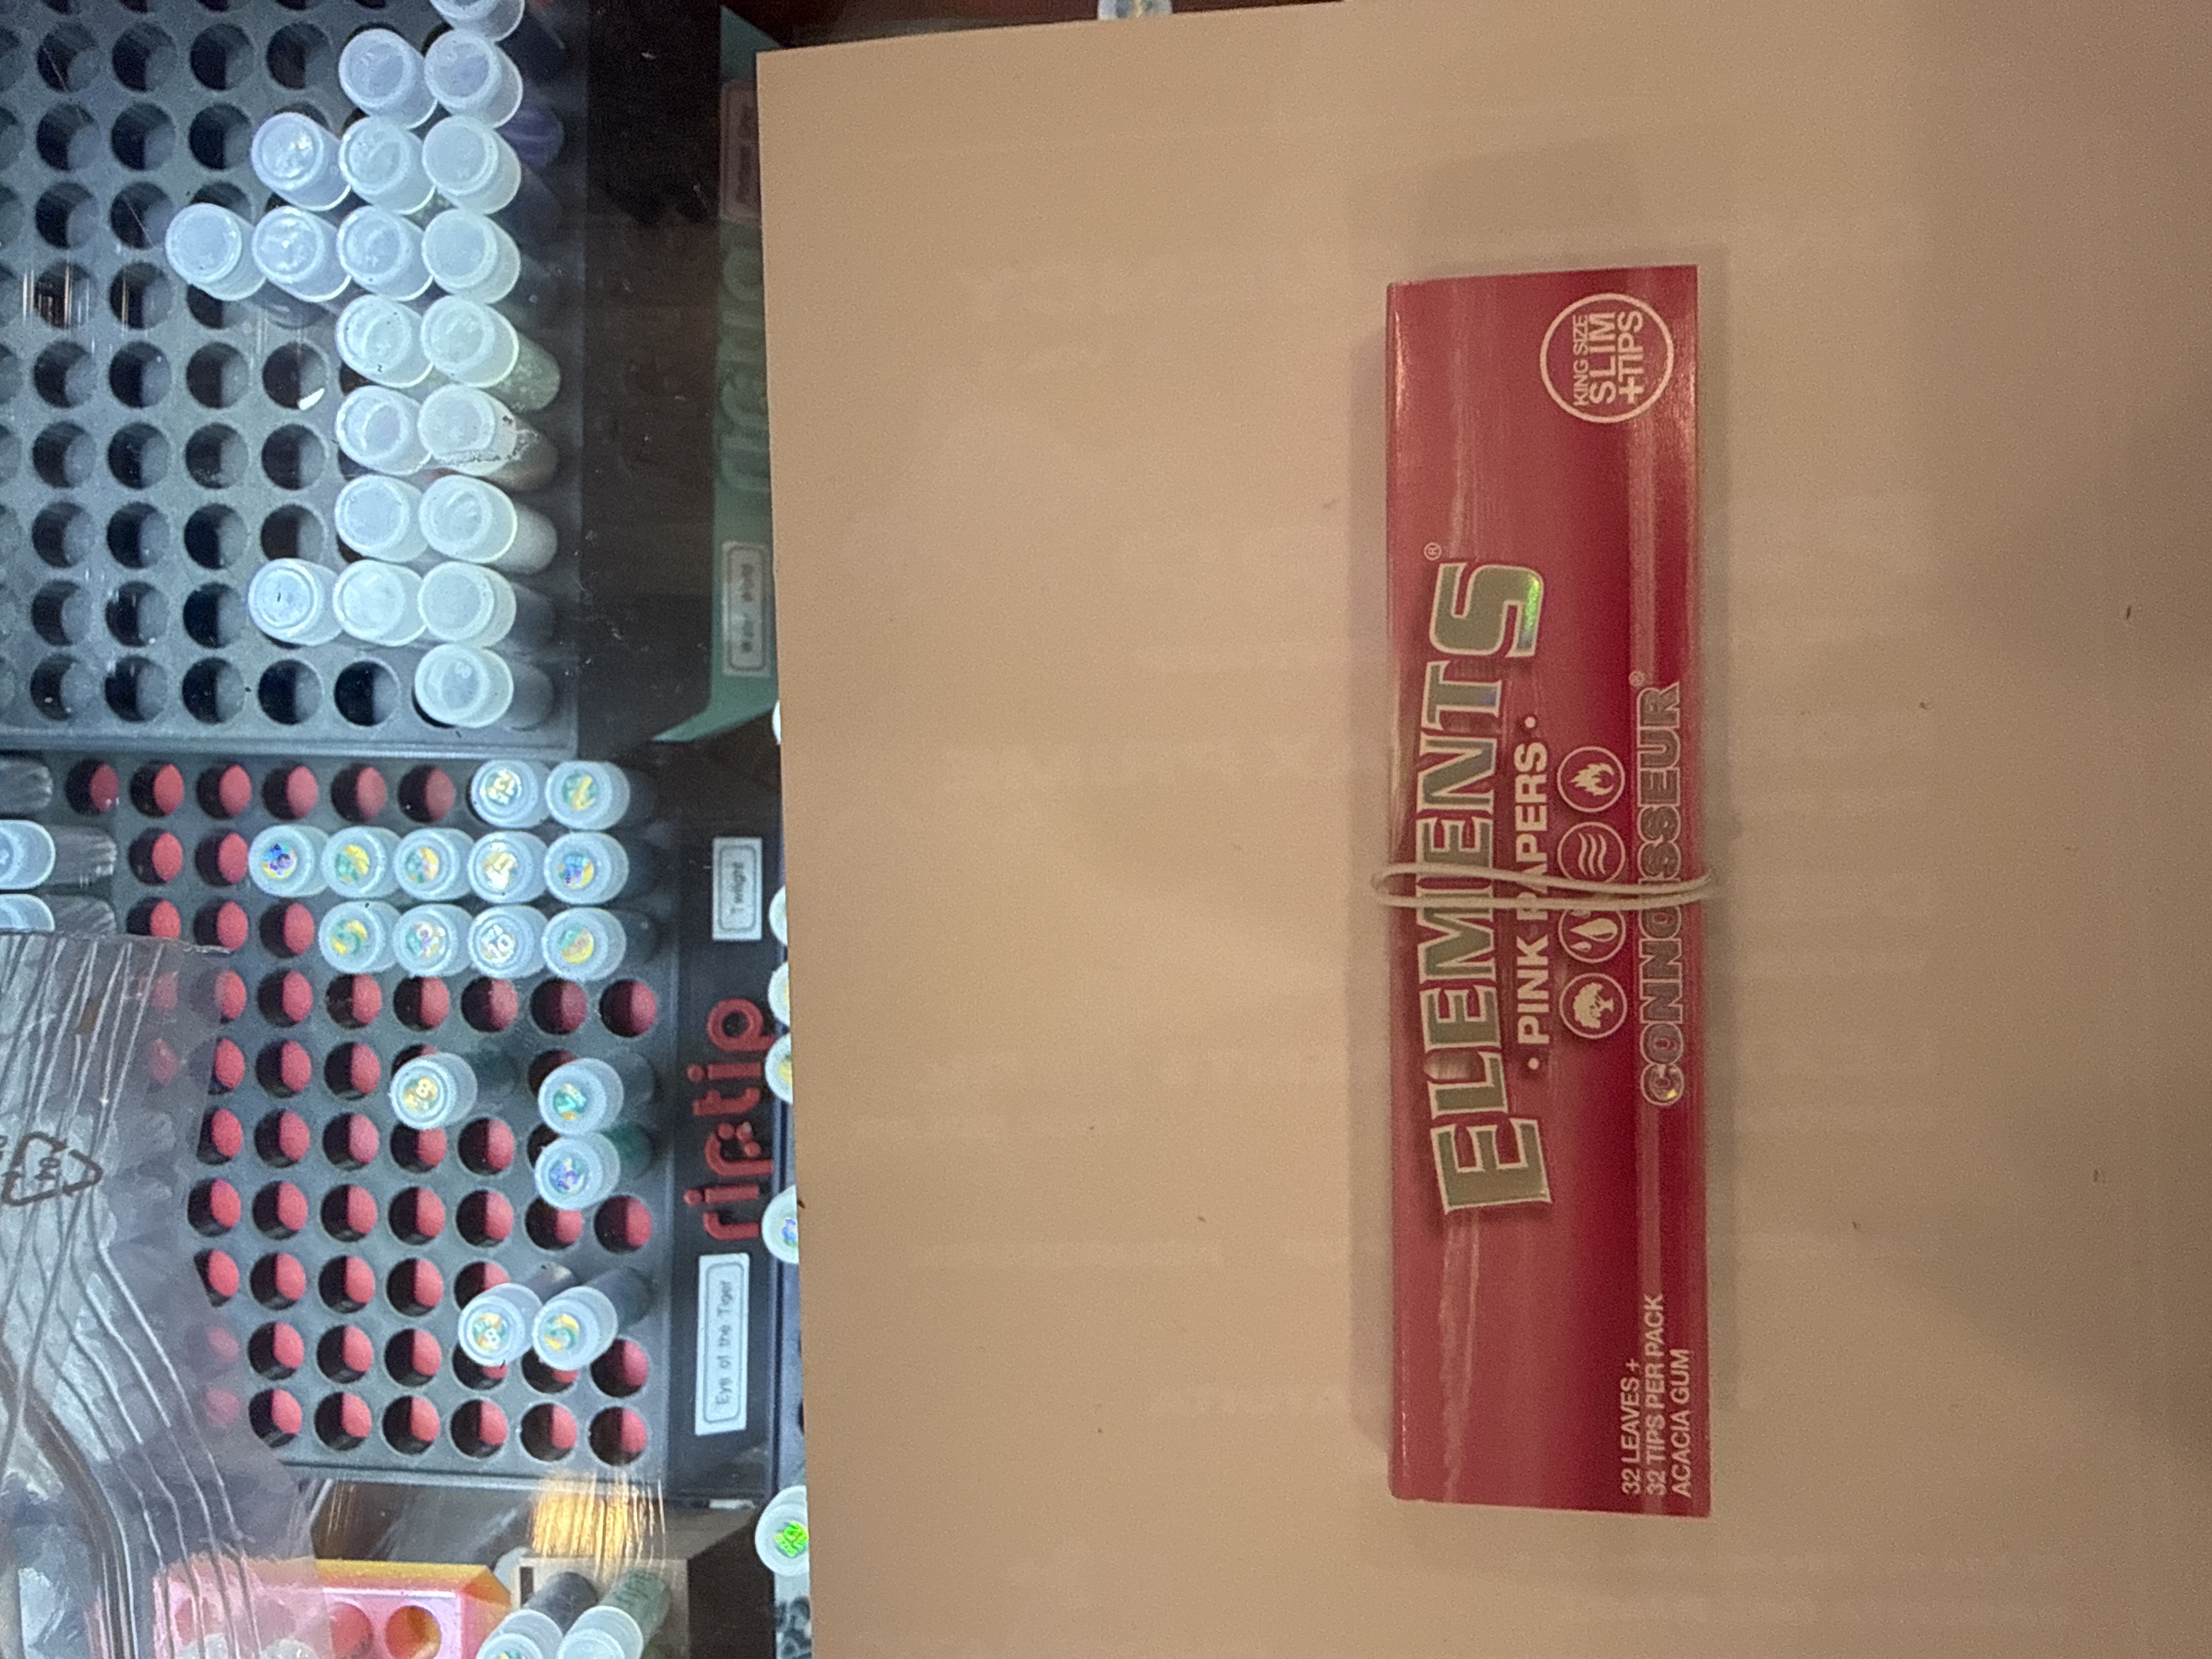 ELEMENTS®
• PINK PAPERS •
CONNOISSEUR®
KING SIZE
SLIM
+TIPS
32 LEAVES +
32 TIPS PER PACK
ACACIA GUM
Twilight
riptip
Eye of the Tiger
04